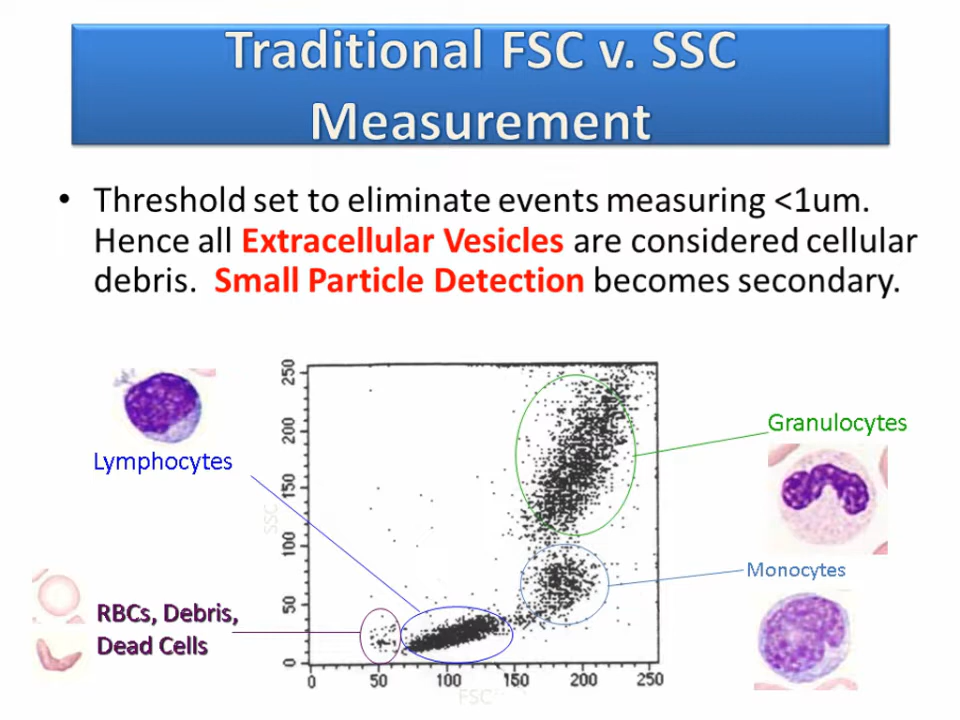 Traditional FSC v. SSC
Measurement
• Threshold set to eliminate events measuring <1um.
Hence all Extracellular Vesicles are considered cellular
debris. Small Particle Detection becomes secondary.
Lymphocytes
Granulocytes
Monocytes
RBCs, Debris,
Dead Cells
SSC
250
200
150
100
50
0
0 50 100 150 200 250
FSC